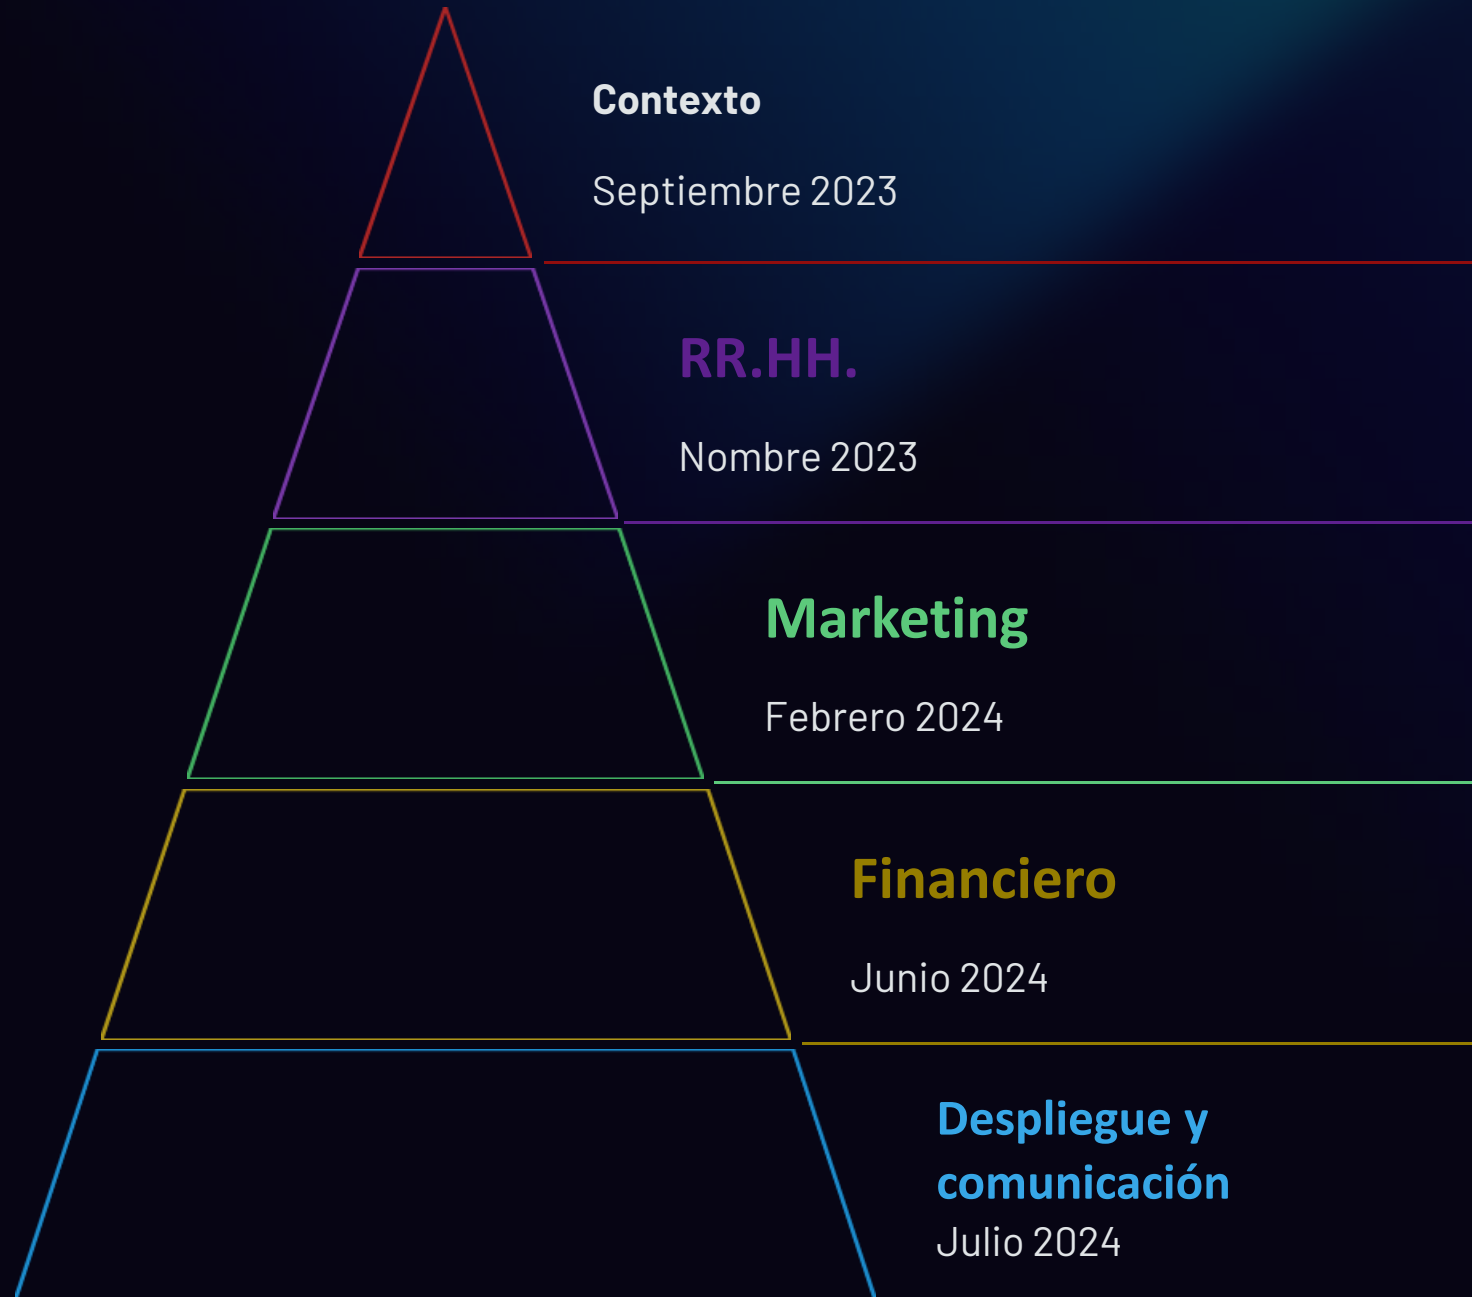 Contexto
Septiembre 2023
RR.HH.
Nombre 2023
Marketing
Febrero 2024
Financiero
Junio 2024
Despliegue y
comunicación
Julio 2024